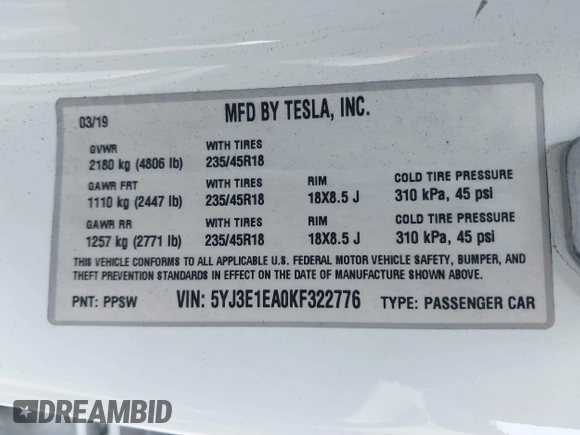 MFD BY TESLA, INC.
03/19
GVWR WITH TIRES
2180 kg (4806 lb) 235/45R18
GAWR FRT WITH TIRES RIM COLD TIRE PRESSURE
1110 kg (2447 lb) 235/45R18 18X8.5 J 310 kPa, 45 psi
GAWR RR WITH TIRES RIM COLD TIRE PRESSURE
1257 kg (2771 lb) 235/45R18 18X8.5 J 310 kPa, 45 psi
THIS VEHICLE CONFORMS TO ALL APPLICABLE U.S. FEDERAL MOTOR VEHICLE SAFETY, BUMPER, AND
THEFT PREVENTION STANDARDS IN EFFECT ON THE DATE OF MANUFACTURE SHOWN ABOVE.
PNT: PPSW VIN: 5YJ3E1EA0KF322776 TYPE: PASSENGER CAR
DREAMBID